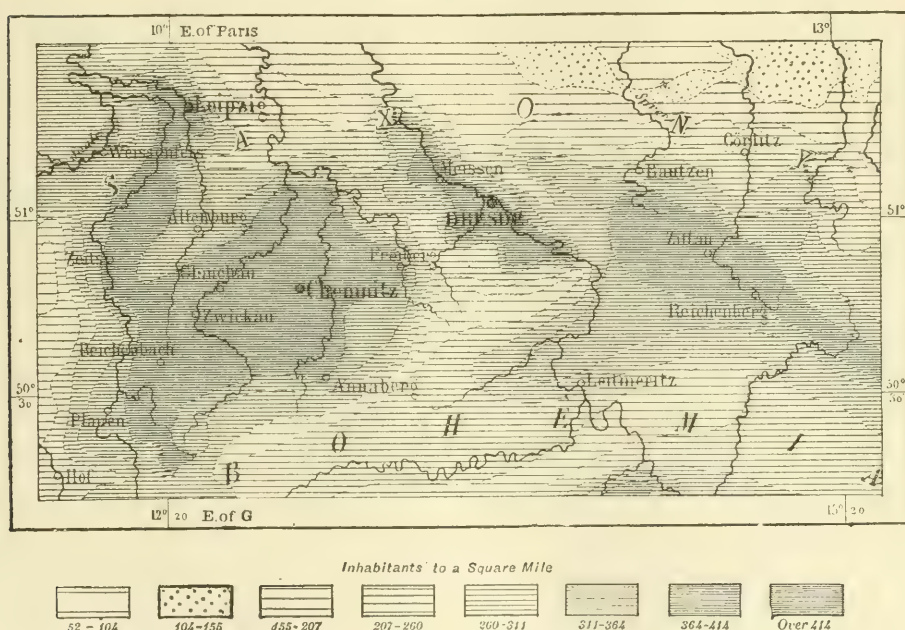 10° E. of Paris 13°
Leipzig
X O
A N Görlitz
Weissenfels Meissen P
S Bautzen
51° 51°
Altenburg DRESDE
Zeitz Freiberg Zittau
Glauchau
Chemnitz
Zwickau Reichenberg
Reichenbach
50° Annaberg Leitmeritz 50°
30 30
Plauen H E M
O I
Hof B A
12° 20 E. of G 15° 20
Inhabitants to a Square Mile
52-104 104-155 155-207 207-260 260-311 311-364 364-414 Over 414